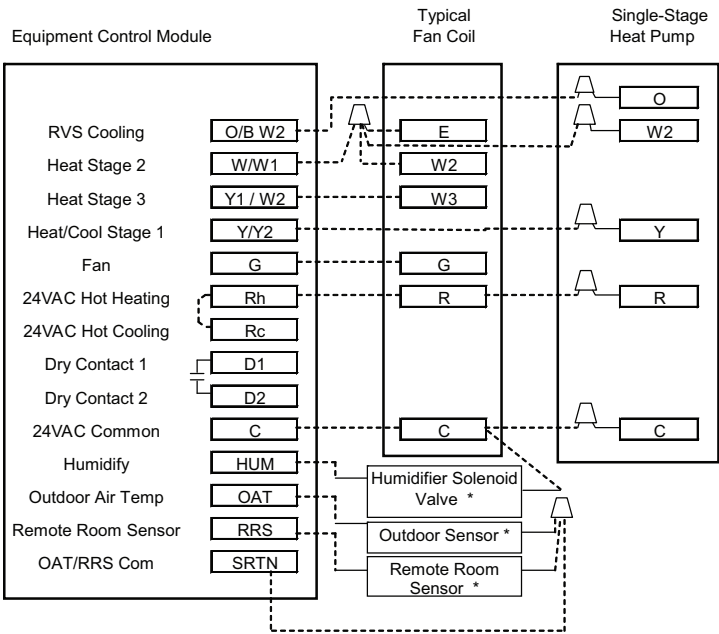 Equipment Control Module
Typical
Fan Coil
Single-Stage
Heat Pump
O
RVS Cooling O/B W2 E W2
Heat Stage 2 W/W1 W2
Heat Stage 3 Y1 / W2 W3
Heat/Cool Stage 1 Y/Y2 Y
Fan G G
24VAC Hot Heating Rh R R
24VAC Hot Cooling Rc
Dry Contact 1 D1
Dry Contact 2 D2
24VAC Common C C C
Humidify HUM
Humidifier Solenoid
Valve *
Outdoor Air Temp OAT
Outdoor Sensor *
Remote Room Sensor RRS
Remote Room
Sensor *
OAT/RRS Com SRTN